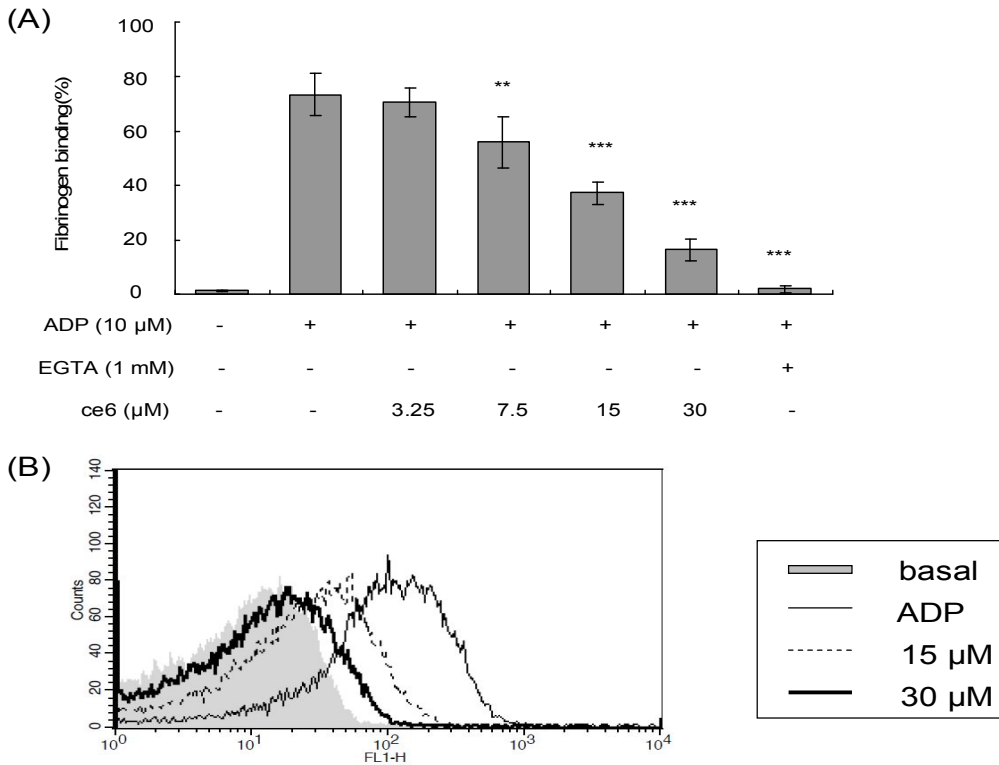 (A)
100
80
60
40
20
0
Fibrinogen binding(%)
**
***
***
***
ADP (10 µM) - + + + + + +
EGTA (1 mM) - - - - - - +
ce6 (µM) - - 3.25 7.5 15 30 -
(B)
140
120
100
80
60
40
20
0
Counts
10⁰ 10¹ 10² 10³ 10⁴
FL1-H
basal
ADP
15 µM
30 µM